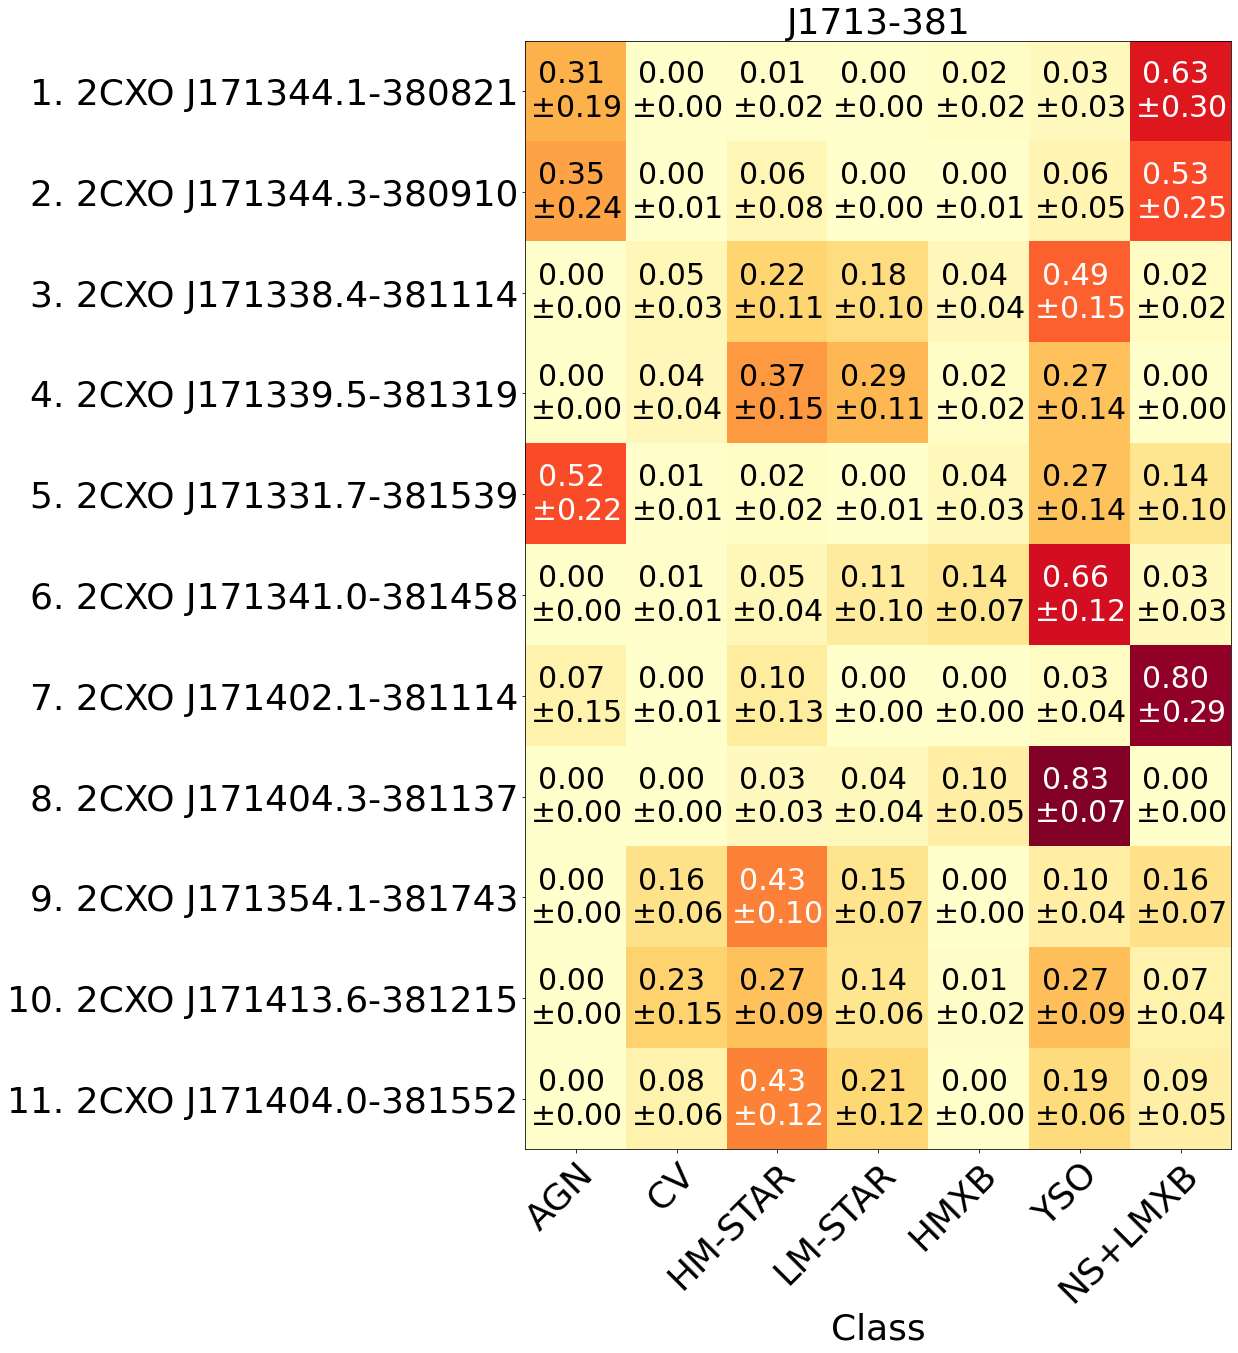 J1713-381
1. 2CXO J171344.1-380821 0.31 0.00 0.01 0.00 0.02 0.03 0.63
±0.19 ±0.00 ±0.02 ±0.00 ±0.02 ±0.03 ±0.30
2. 2CXO J171344.3-380910 0.35 0.00 0.06 0.00 0.00 0.06 0.53
±0.24 ±0.01 ±0.08 ±0.00 ±0.01 ±0.05 ±0.25
3. 2CXO J171338.4-381114 0.00 0.05 0.22 0.18 0.04 0.49 0.02
±0.00 ±0.03 ±0.11 ±0.10 ±0.04 ±0.15 ±0.02
4. 2CXO J171339.5-381319 0.00 0.04 0.37 0.29 0.02 0.27 0.00
±0.00 ±0.04 ±0.15 ±0.11 ±0.02 ±0.14 ±0.00
5. 2CXO J171331.7-381539 0.52 0.01 0.02 0.00 0.04 0.27 0.14
±0.22 ±0.01 ±0.02 ±0.01 ±0.03 ±0.14 ±0.10
6. 2CXO J171341.0-381458 0.00 0.01 0.05 0.11 0.14 0.66 0.03
±0.00 ±0.01 ±0.04 ±0.10 ±0.07 ±0.12 ±0.03
7. 2CXO J171402.1-381114 0.07 0.00 0.10 0.00 0.00 0.03 0.80
±0.15 ±0.01 ±0.13 ±0.00 ±0.00 ±0.04 ±0.29
8. 2CXO J171404.3-381137 0.00 0.00 0.03 0.04 0.10 0.83 0.00
±0.00 ±0.00 ±0.03 ±0.04 ±0.05 ±0.07 ±0.00
9. 2CXO J171354.1-381743 0.00 0.16 0.43 0.15 0.00 0.10 0.16
±0.00 ±0.06 ±0.10 ±0.07 ±0.00 ±0.04 ±0.07
10. 2CXO J171413.6-381215 0.00 0.23 0.27 0.14 0.01 0.27 0.07
±0.00 ±0.15 ±0.09 ±0.06 ±0.02 ±0.09 ±0.04
11. 2CXO J171404.0-381552 0.00 0.08 0.43 0.21 0.00 0.19 0.09
±0.00 ±0.06 ±0.12 ±0.12 ±0.00 ±0.06 ±0.05
AGN CV HM-STAR LM-STAR HMXB YSO NS+LMXB
Class